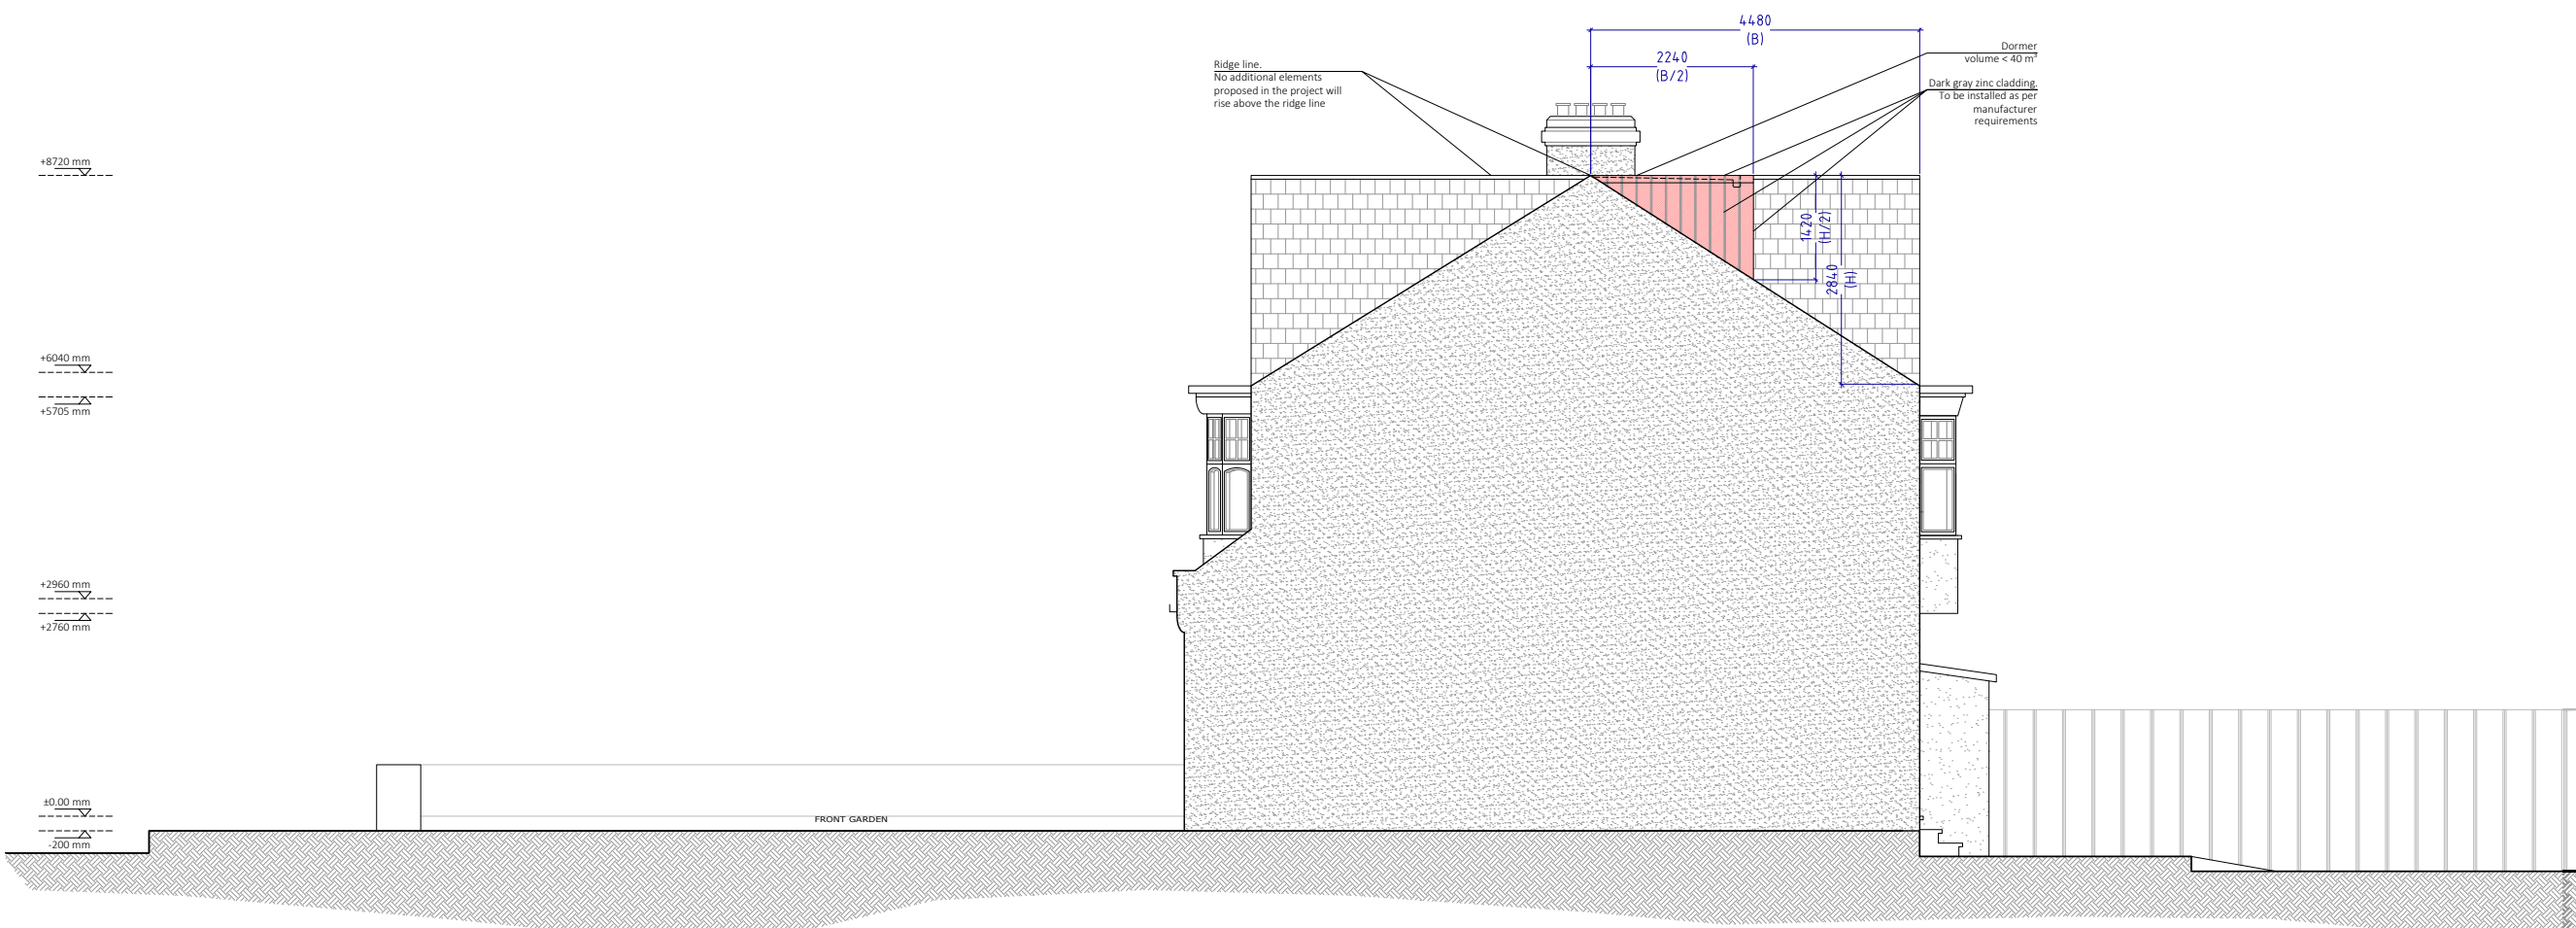 4480
(B)
2240
(B/2)
Ridge line.
No additional elements
proposed in the project will
rise above the ridge line
Dormer
volume < 40 m³
Dark gray zinc cladding.
To be installed as per
manufacturer
requirements
+8720 mm
1420
(H/2)
2840
(H)
+6040 mm
+5705 mm
+2960 mm
+2760 mm
±0.00 mm
-200 mm
FRONT GARDEN